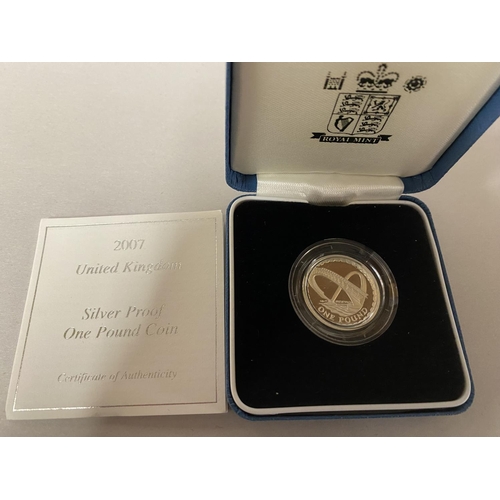 ROYAL MINT
2007
United Kingdom
Silver Proof
One Pound Coin
Certificate of Authenticity
ONE POUND